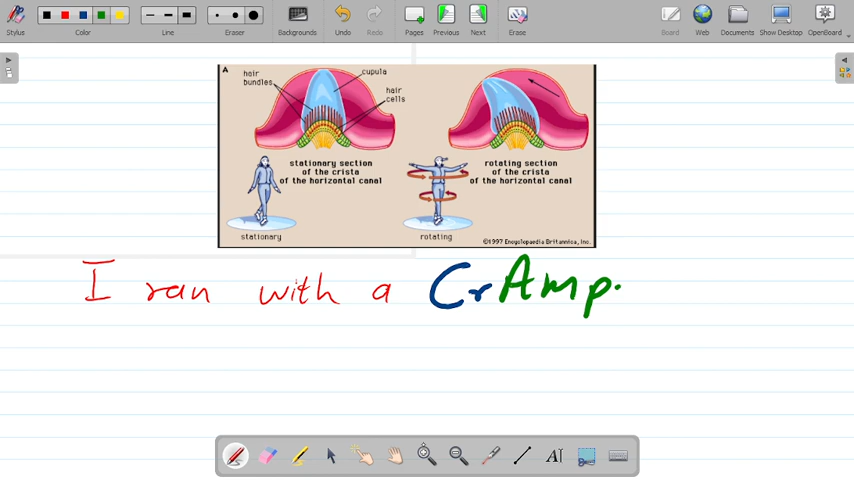 Stylus
Color
Line
Eraser
Backgrounds
Undo
Redo
Pages
Previous
Next
Erase
Board
Web
Documents
Show Desktop
OpenBoard
A
hair
bundles
cupula
hair
cells
stationary section
of the crista
of the horizontal canal
rotating section
of the crista
of the horizontal canal
stationary
rotating
©1997 Encyclopaedia Britannica, Inc.
I ran with a CrAmp.